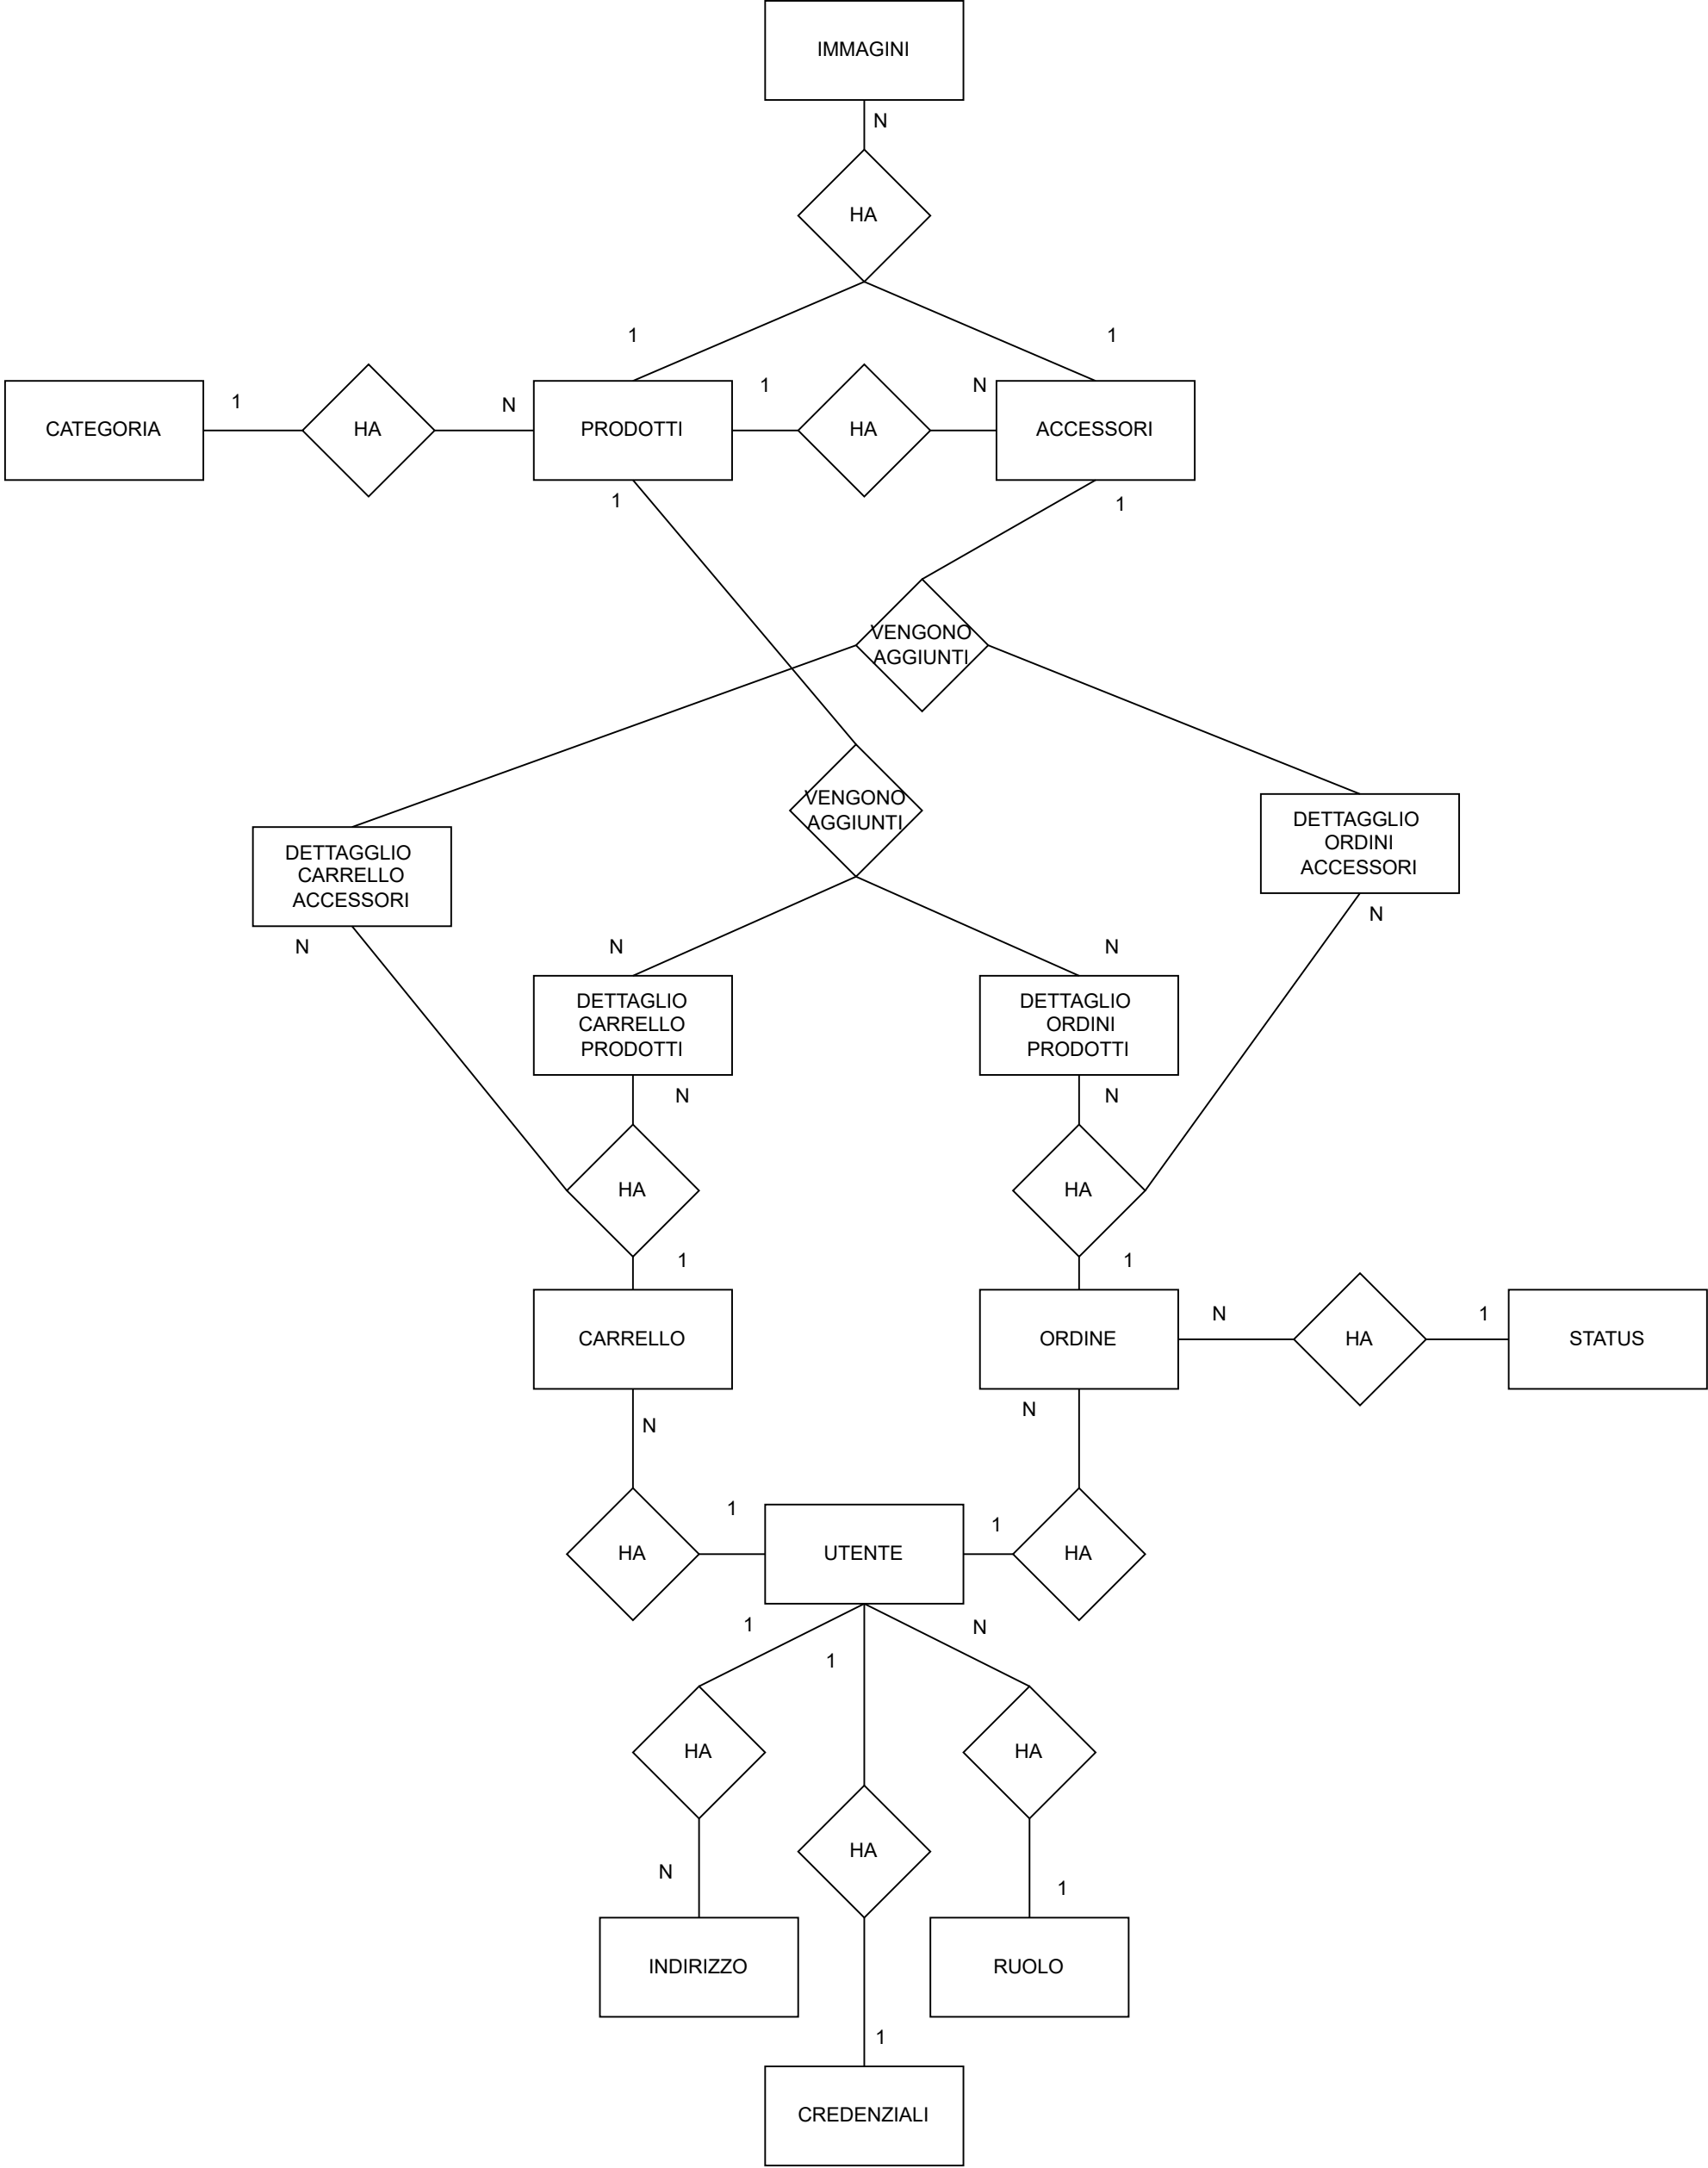 IMMAGINI
N
HA
1
1
CATEGORIA
1
HA
N
PRODOTTI
1
HA
N
ACCESSORI
1
1
VENGONO
AGGIUNTI
VENGONO
AGGIUNTI
DETTAGGLIO
CARRELLO
ACCESSORI
DETTAGGLIO
ORDINI
ACCESSORI
N
N
N
N
DETTAGLIO
CARRELLO
PRODOTTI
DETTAGLIO
ORDINI
PRODOTTI
N
N
HA
HA
1
1
CARRELLO
ORDINE
N
HA
1
STATUS
N
N
HA
1
UTENTE
1
HA
1
1
N
HA
HA
HA
N
1
INDIRIZZO
RUOLO
1
CREDENZIALI